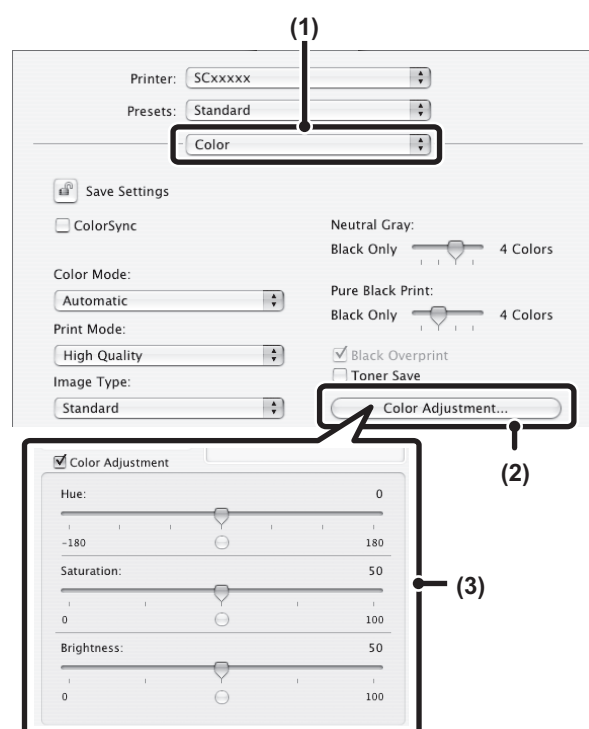 (1)
Printer: SCxxxxx
Presets: Standard
Color
Save Settings
ColorSync
Neutral Gray:
Black Only 4 Colors
Color Mode:
Automatic
Pure Black Print:
Black Only 4 Colors
Print Mode:
High Quality
Black Overprint
Toner Save
Image Type:
Standard
Color Adjustment...
(2)
Color Adjustment
Hue: 0
-180 180
Saturation: 50
0 100
(3)
Brightness: 50
0 100